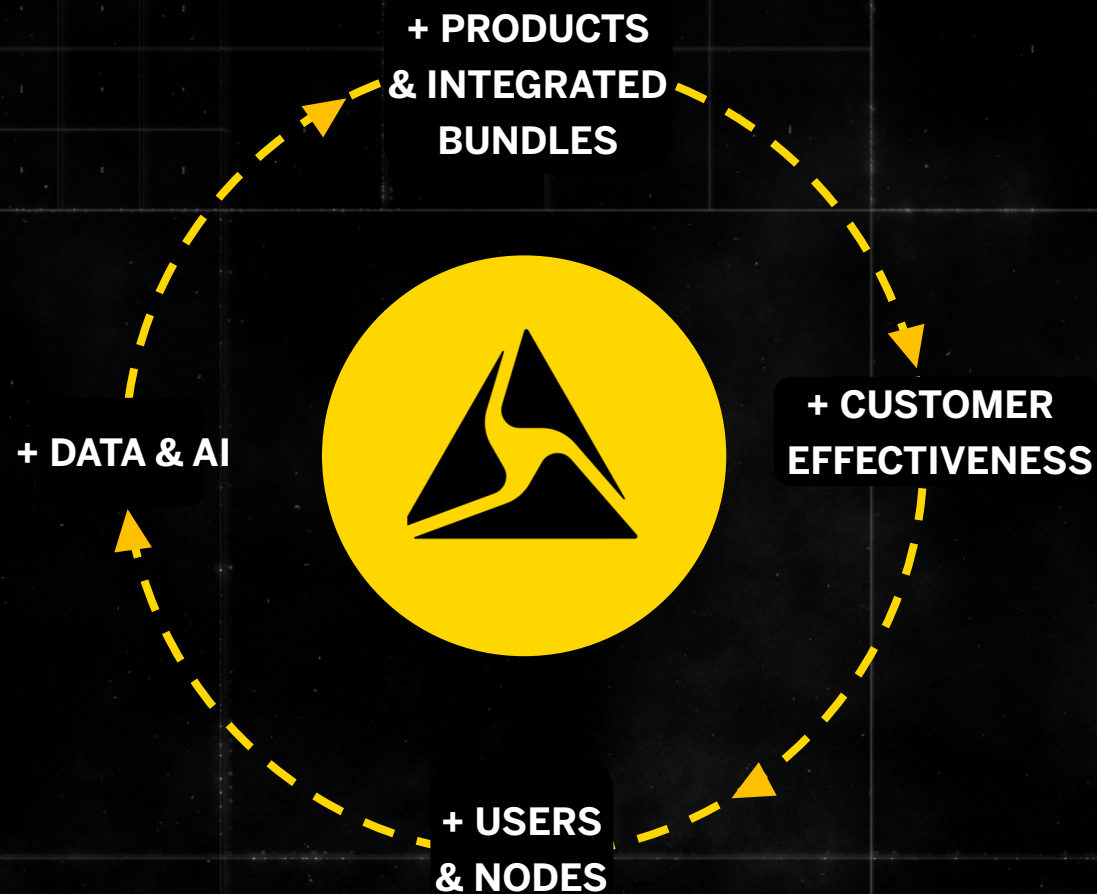 + PRODUCTS
& INTEGRATED
BUNDLES
+ CUSTOMER
EFFECTIVENESS
+ USERS
& NODES
+ DATA & AI